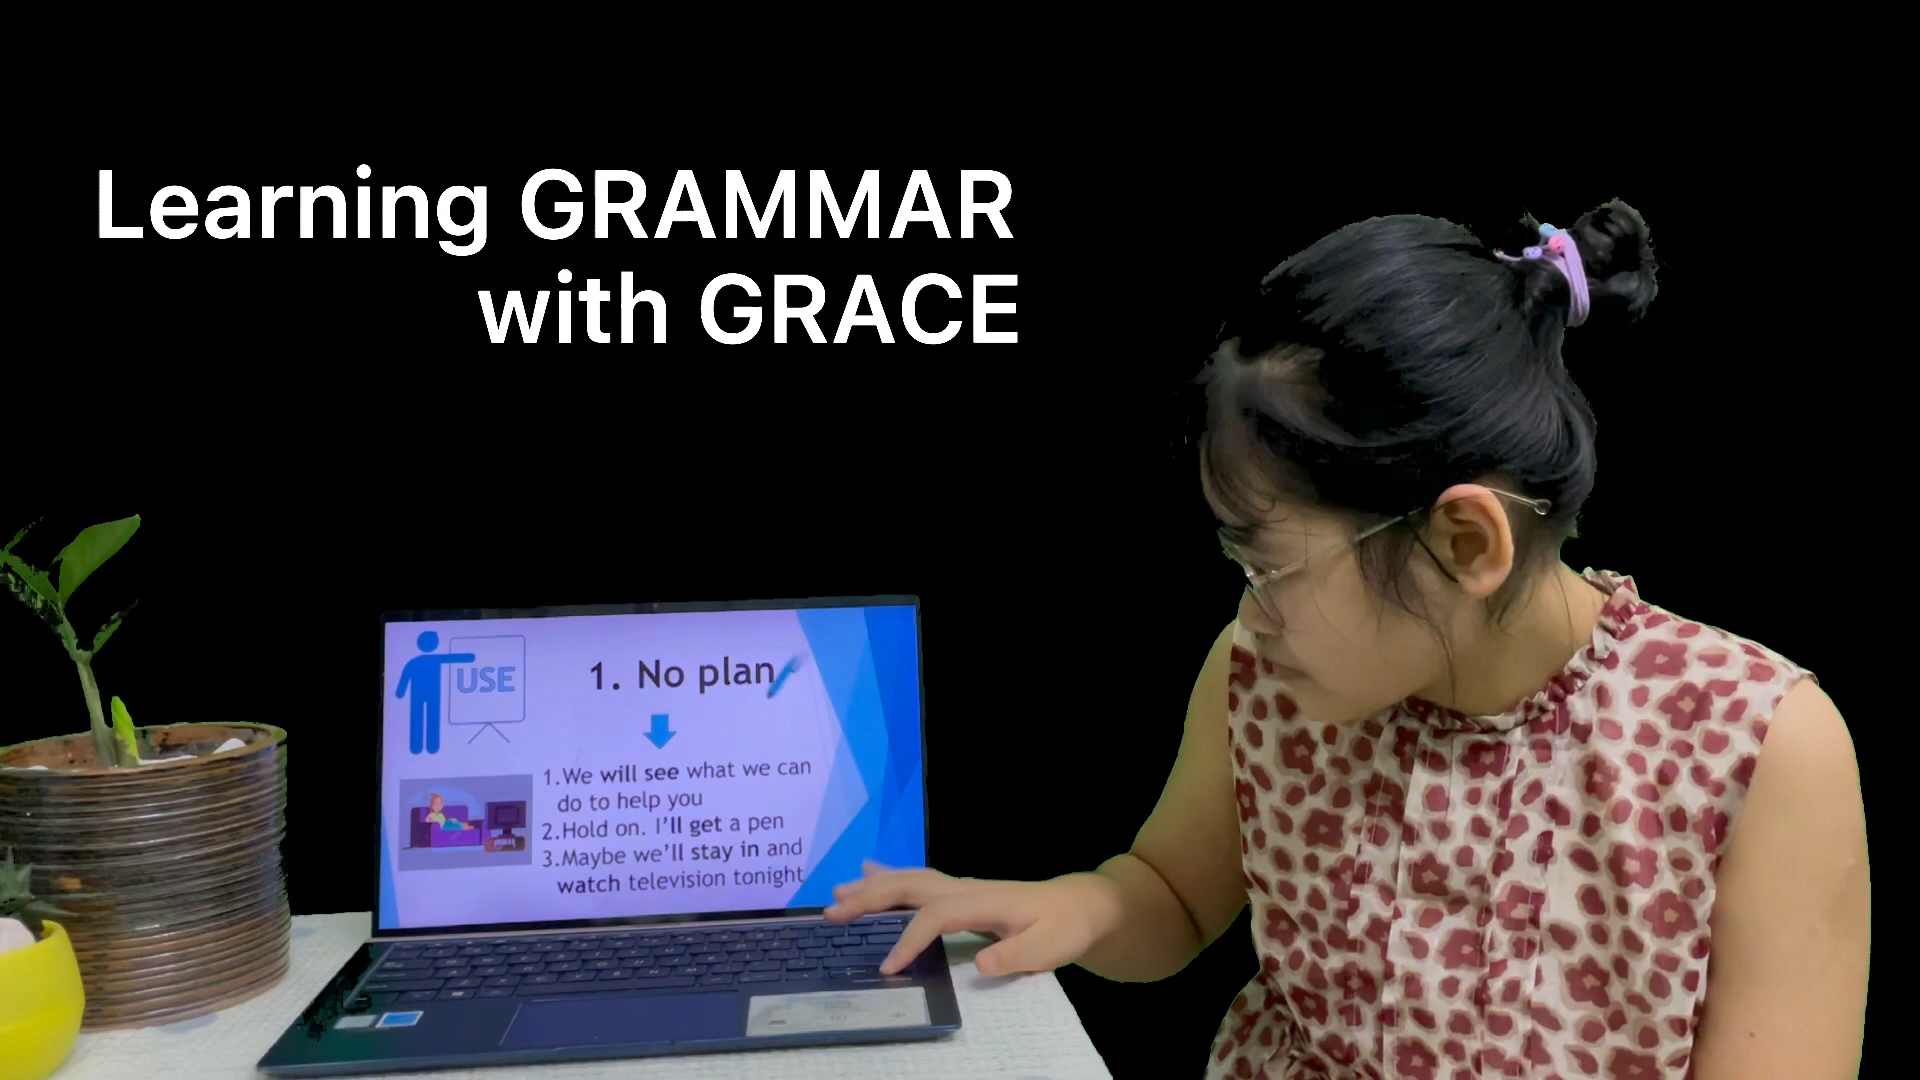 Learning GRAMMAR
with GRACE
USE
1. No plan
1.We will see what we can
do to help you
2.Hold on. I'll get a pen
3.Maybe we'll stay in and
watch television tonight